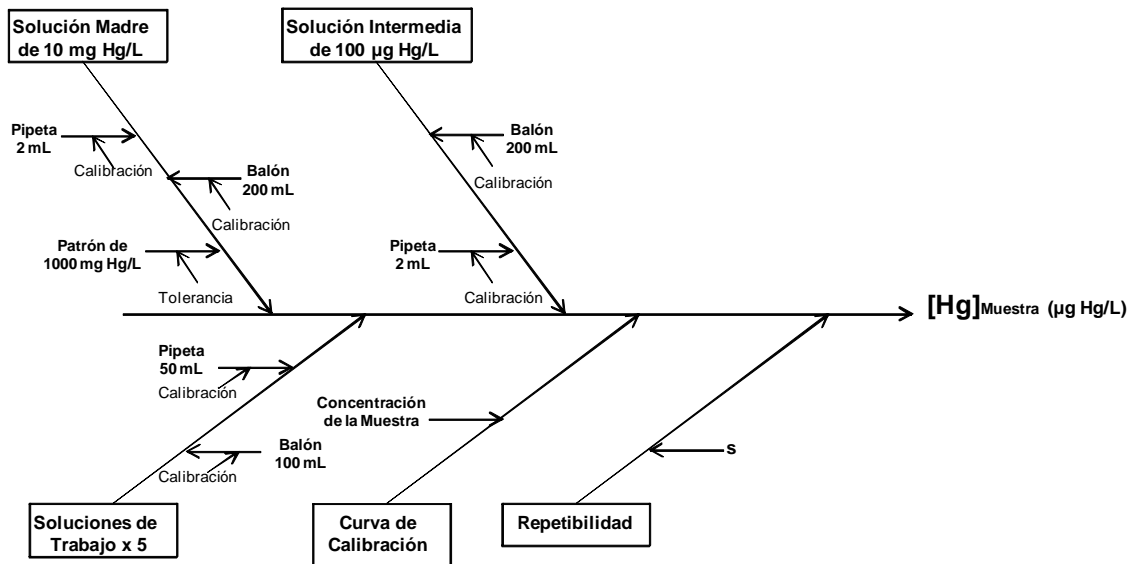 Solución Madre
de 10 mg Hg/L
Solución Intermedia
de 100 µg Hg/L
Pipeta
2 mL
Calibración
Balón
200 mL
Calibración
Patrón de
1000 mg Hg/L
Tolerancia
Balón
200 mL
Calibración
Pipeta
2 mL
Calibración
[Hg]Muestra (µg Hg/L)
Pipeta
50 mL
Calibración
Balón
100 mL
Calibración
Concentración
de la Muestra
s
Soluciones de
Trabajo x 5
Curva de
Calibración
Repetibilidad